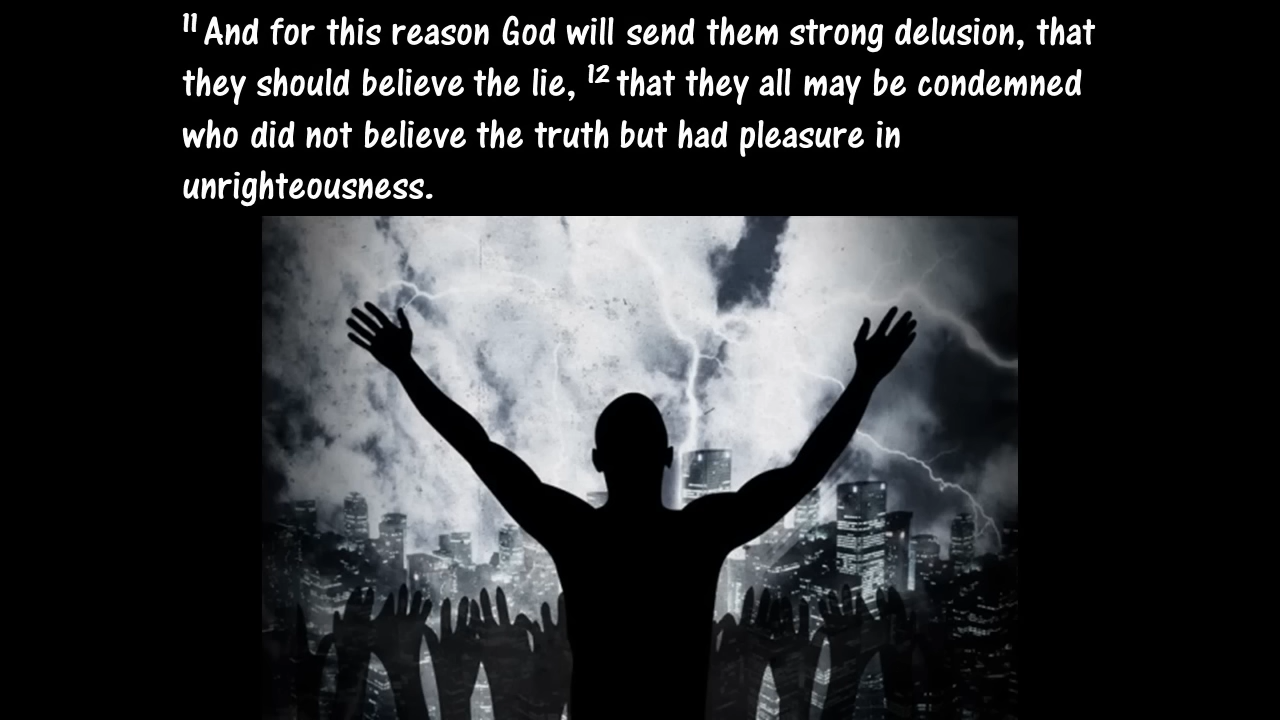 ¹¹ And for this reason God will send them strong delusion, that
they should believe the lie, ¹² that they all may be condemned
who did not believe the truth but had pleasure in
unrighteousness.